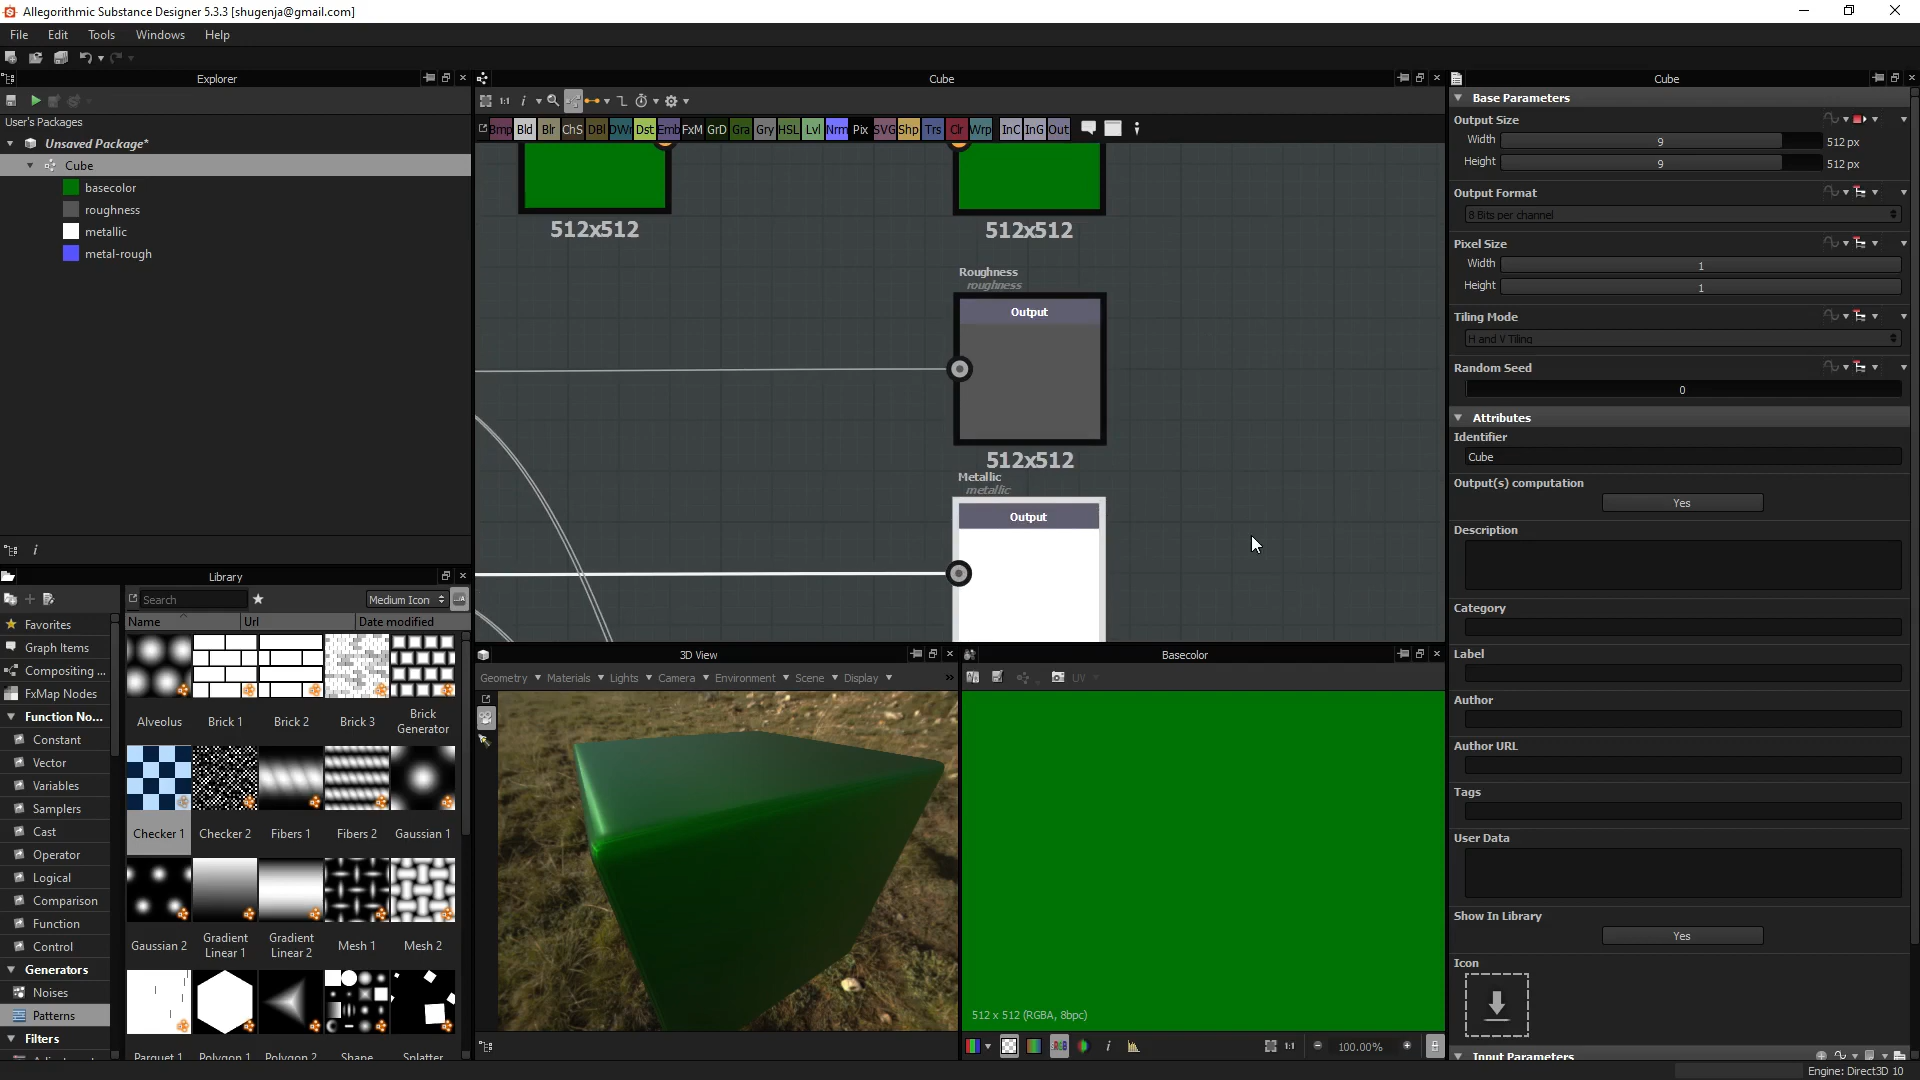 Allegorithmic Substance Designer 5.3.3 [shugenja@gmail.com]
File Edit Tools Windows Help
Explorer
User's Packages
Unsaved Package*
Cube
basecolor
roughness
metallic
metal-rough
Library
Search
Medium Icon
Name Url Date modified
Favorites
Graph Items
Compositing ...
FxMap Nodes
Function No...
Constant
Vector
Variables
Samplers
Cast
Operator
Logical
Comparison
Function
Control
Generators
Noises
Patterns
Filters
Alveolus Brick 1 Brick 2 Brick 3 Brick Generator
Checker 1 Checker 2 Fibers 1 Fibers 2 Gaussian 1
Gaussian 2 Gradient Linear 1 Gradient Linear 2 Mesh 1 Mesh 2
Parquet 1 Polygon 1 Polygon 2 Shape Splatter
Cube
1:1
Bmp Bld Blr ChS DBl DWr Dst Emb FxM GrD Gra Gry HSL Lvl Nrm Pix SVG Shp Trs Clr Wrp InC InG Out
512x512
512x512
Roughness
roughness
Output
512x512
Metallic
metallic
Output
3D View
Geometry Materials Lights Camera Environment Scene Display
Basecolor
UV
512 x 512 (RGBA, 8bpc)
1:1
100.00%
Cube
Base Parameters
Output Size
Width 9 512 px
Height 9 512 px
Output Format
8 Bits per channel
Pixel Size
Width 1
Height 1
Tiling Mode
H and V Tiling
Random Seed
0
Attributes
Identifier
Cube
Output(s) computation
Yes
Description
Category
Label
Author
Author URL
Tags
User Data
Show In Library
Yes
Icon
Input Parameters
Engine: Direct3D 10